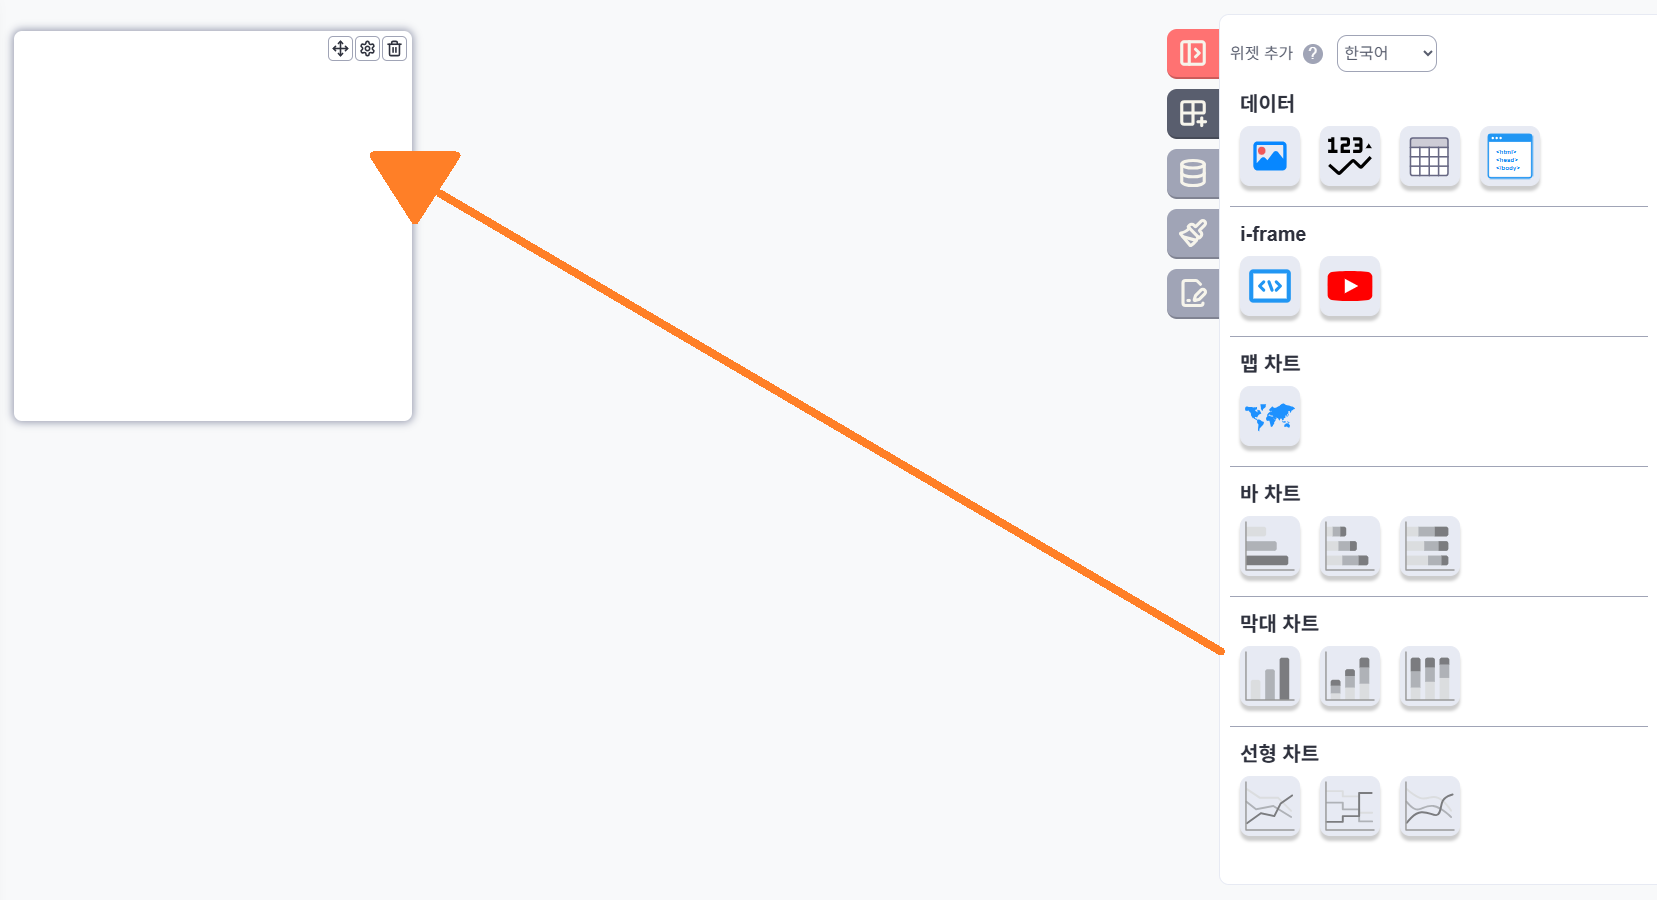 위젯 추가 ? 한국어
데이터
123
<html>
<head>
<body>
i-frame
맵 차트
바 차트
막대 차트
선형 차트